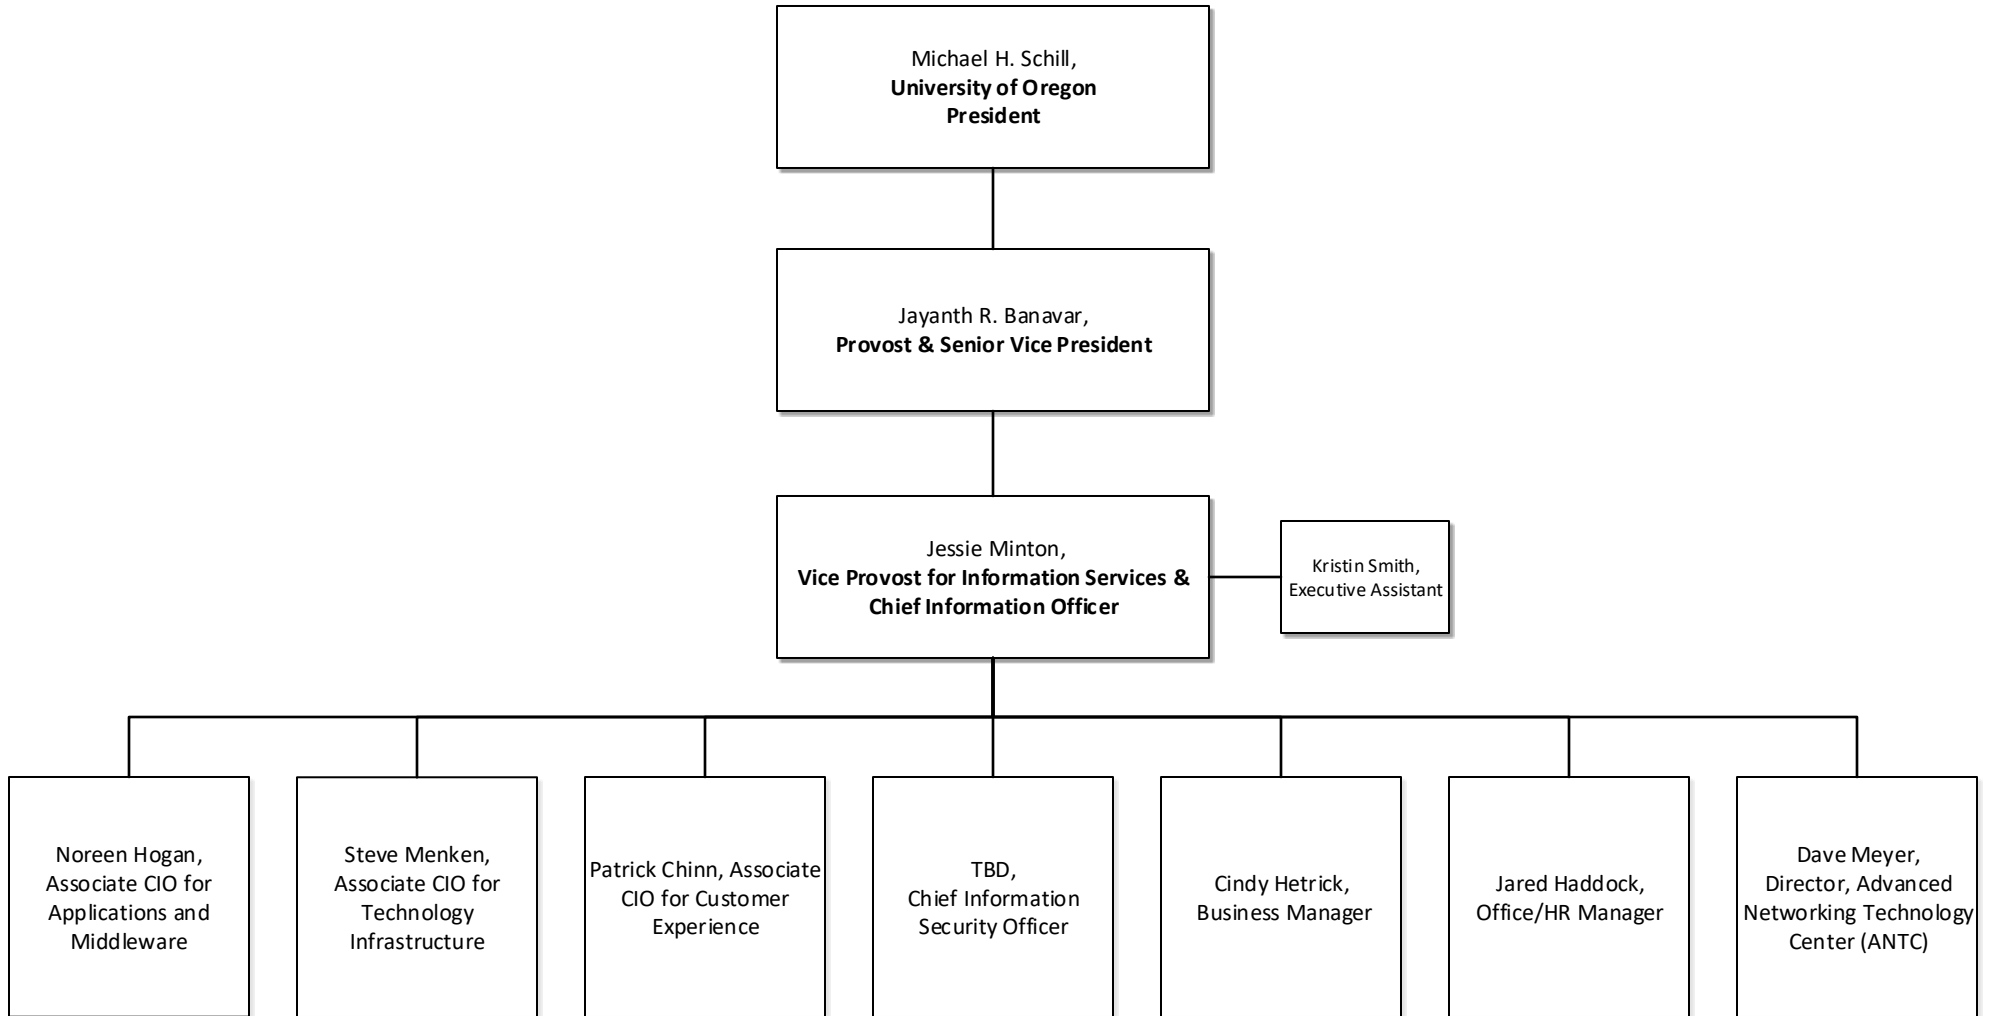 Michael H. Schill,
University of Oregon
President
Jayanth R. Banavar,
Provost & Senior Vice President
Jessie Minton,
Vice Provost for Information Services &
Chief Information Officer
Kristin Smith,
Executive Assistant
Noreen Hogan,
Associate CIO for
Applications and
Middleware
Steve Menken,
Associate CIO for
Technology
Infrastructure
Patrick Chinn, Associate
CIO for Customer
Experience
TBD,
Chief Information
Security Officer
Cindy Hetrick,
Business Manager
Jared Haddock,
Office/HR Manager
Dave Meyer,
Director, Advanced
Networking Technology
Center (ANTC)